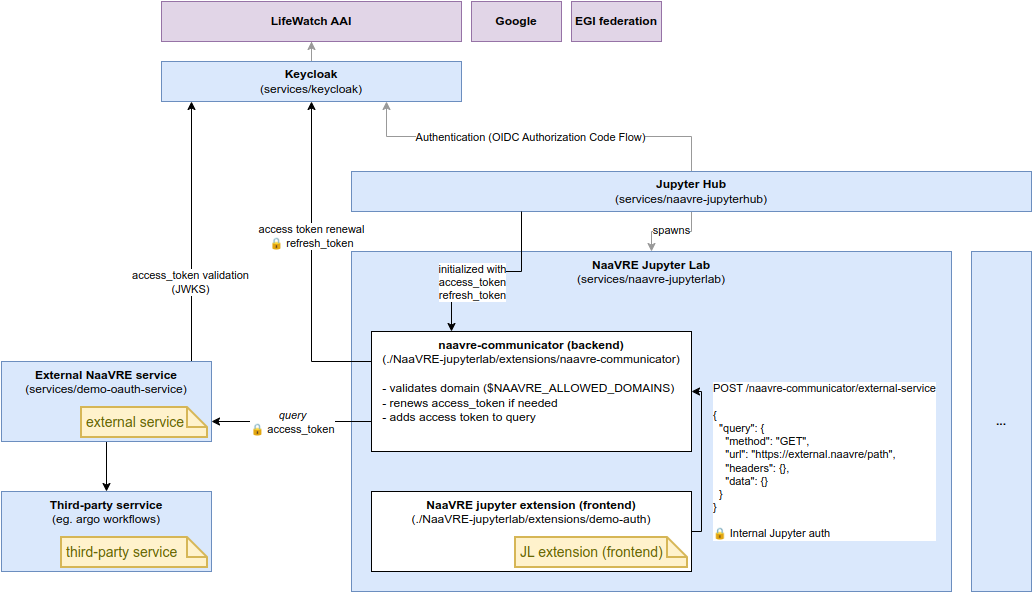 LifeWatch AAI
Google
EGI federation
Keycloak
(services/keycloak)
Authentication (OIDC Authorization Code Flow)
Jupyter Hub
(services/naavre-jupyterhub)
access token renewal
🔒 refresh_token
spawns
access_token validation
(JWKS)
NaaVRE Jupyter Lab
(services/naavre-jupyterlab)
initialized with
access_token
refresh_token
naavre-communicator (backend)
(./NaaVRE-jupyterlab/extensions/naavre-communicator)
- validates domain ($NAAVRE_ALLOWED_DOMAINS)
- renews access_token if needed
- adds access token to query
External NaaVRE service
(services/demo-oauth-service)
external service
query
🔒 access_token
POST /naavre-communicator/external-service
{
"query": {
"method": "GET",
"url": "https://external.naavre/path",
"headers": {},
"data": {}
}
}
🔒 Internal Jupyter auth
...
Third-party serrvice
(eg. argo workflows)
third-party service
NaaVRE jupyter extension (frontend)
(./NaaVRE-jupyterlab/extensions/demo-auth)
JL extension (frontend)